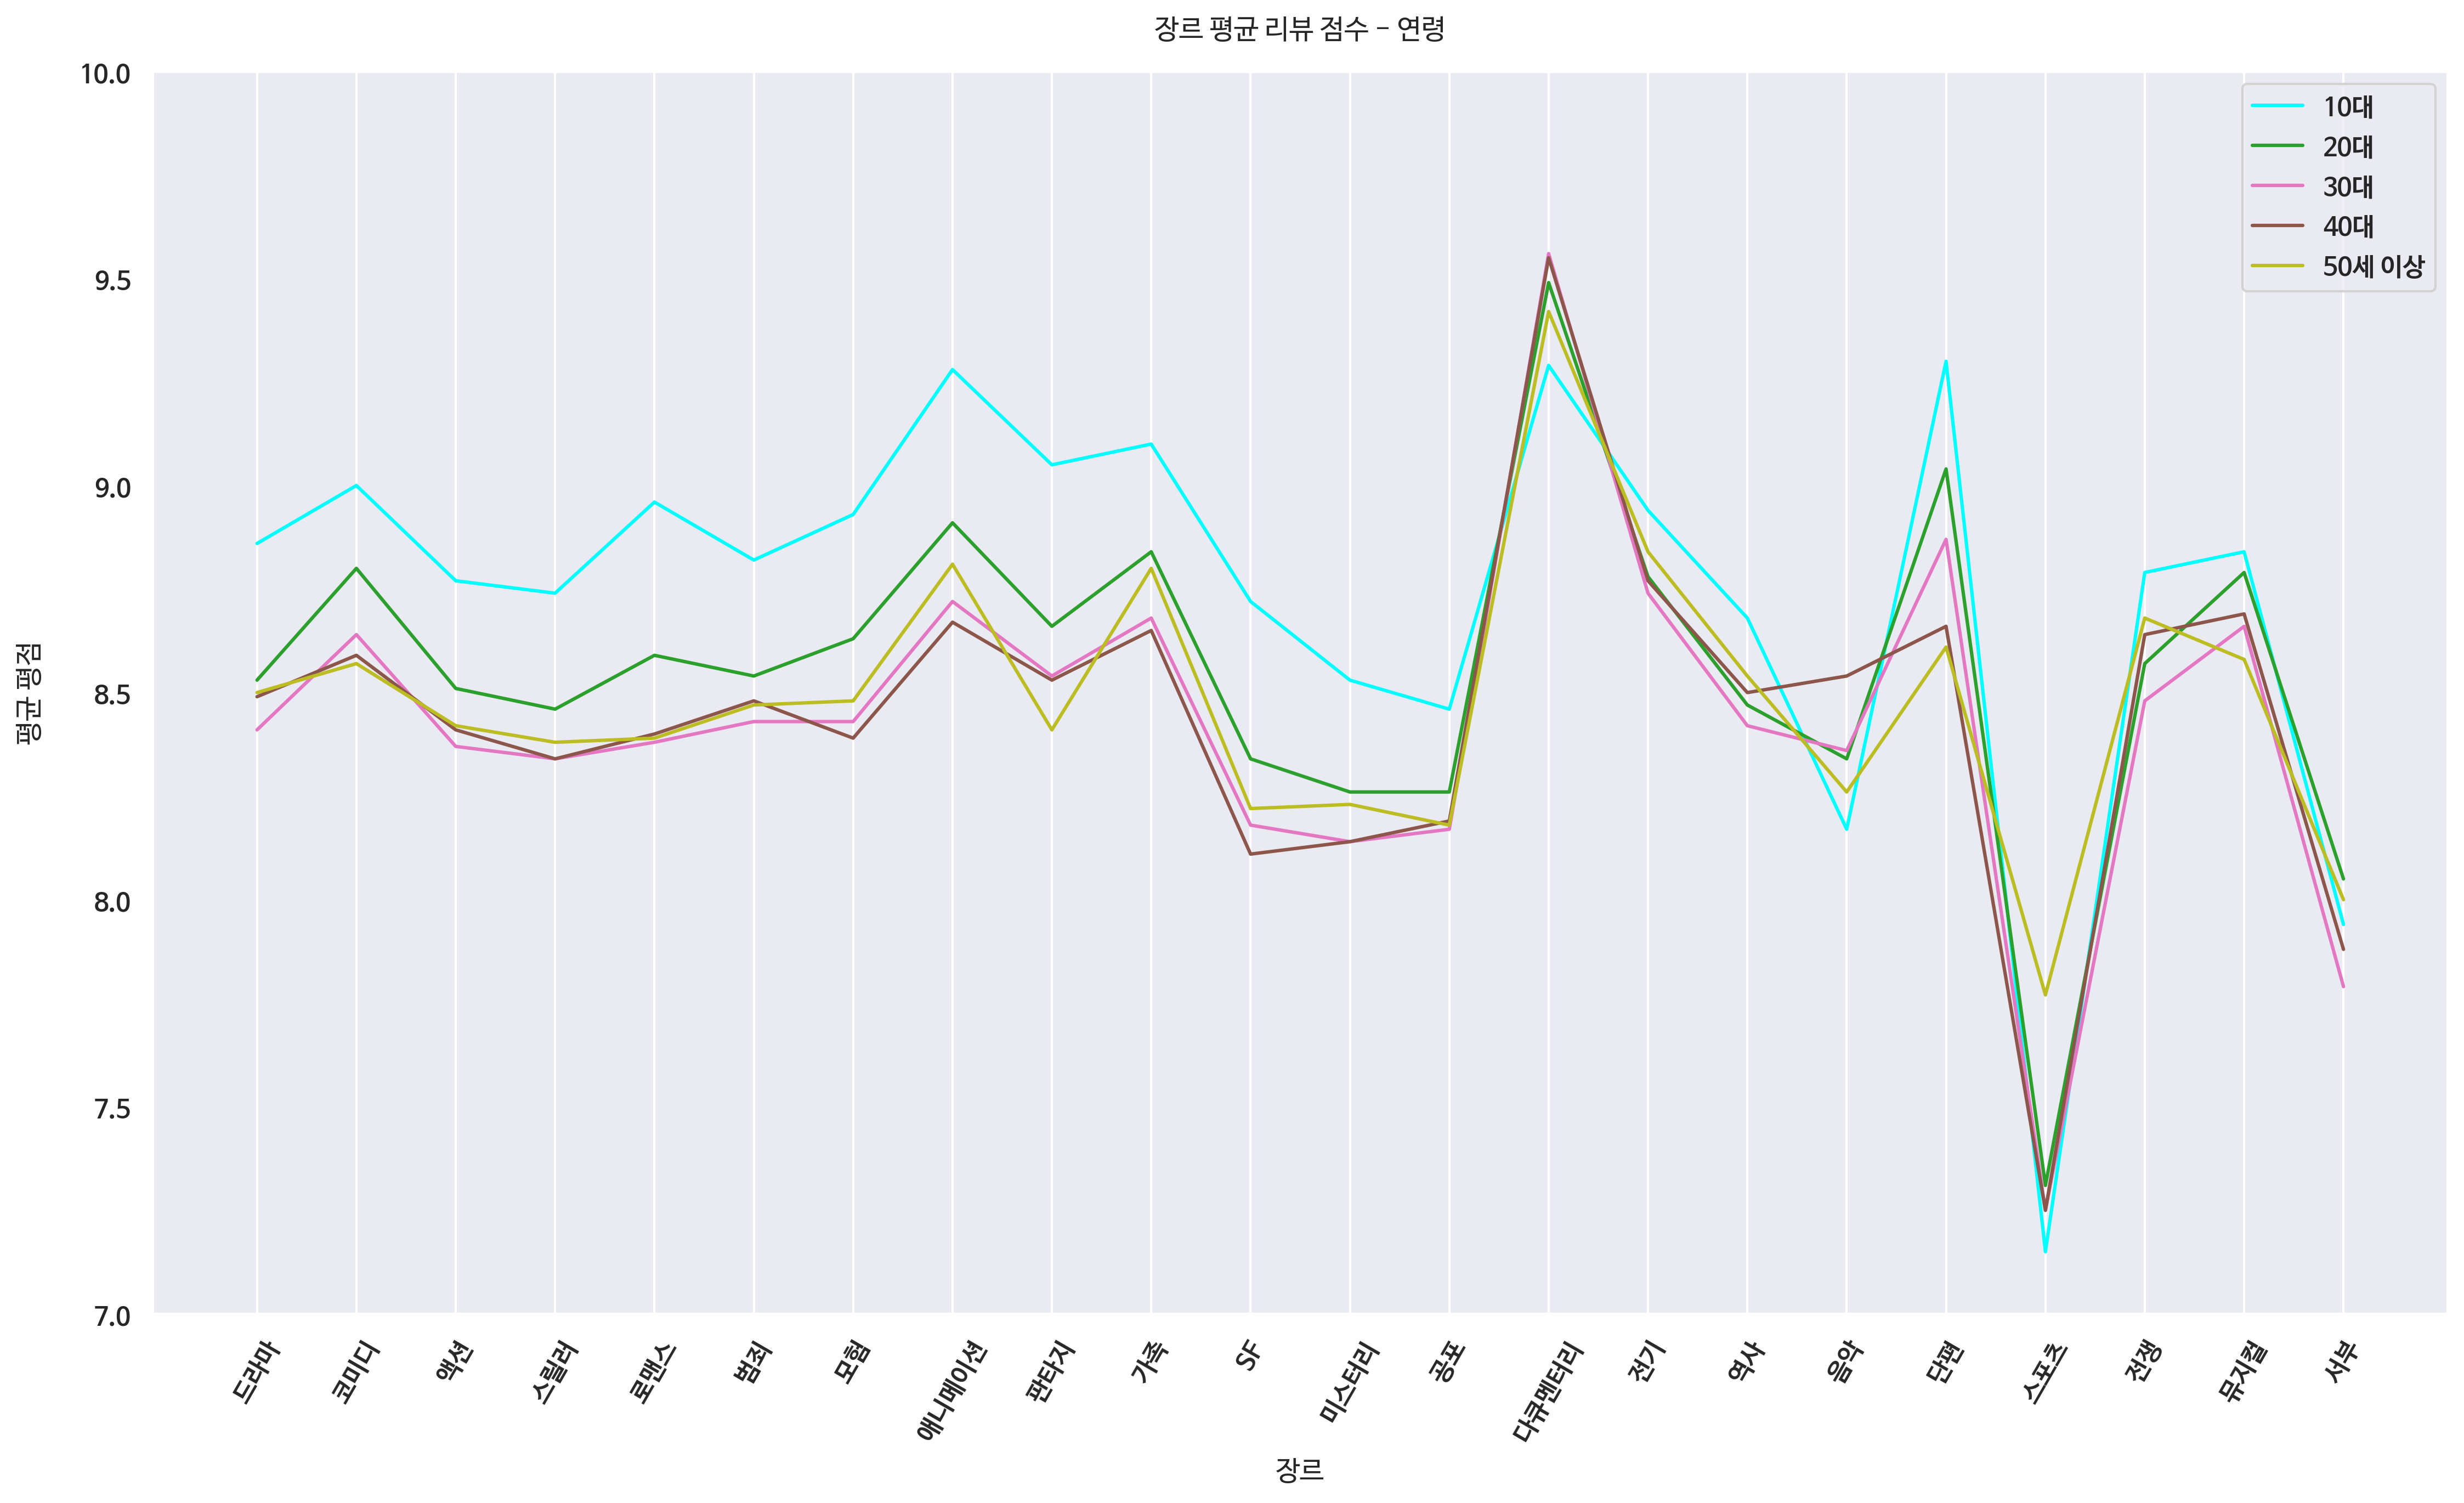 장르 평균 리뷰 점수 - 연령
10.0
9.5
9.0
8.5
8.0
7.5
7.0
평균 평점
10대
20대
30대
40대
50세 이상
드라마
코미디
액션
스릴러
로맨스
범죄
모험
애니메이션
판타지
가족
SF
미스터리
공포
다큐멘터리
전기
역사
음악
단편
스포츠
전쟁
뮤지컬
서부
장르